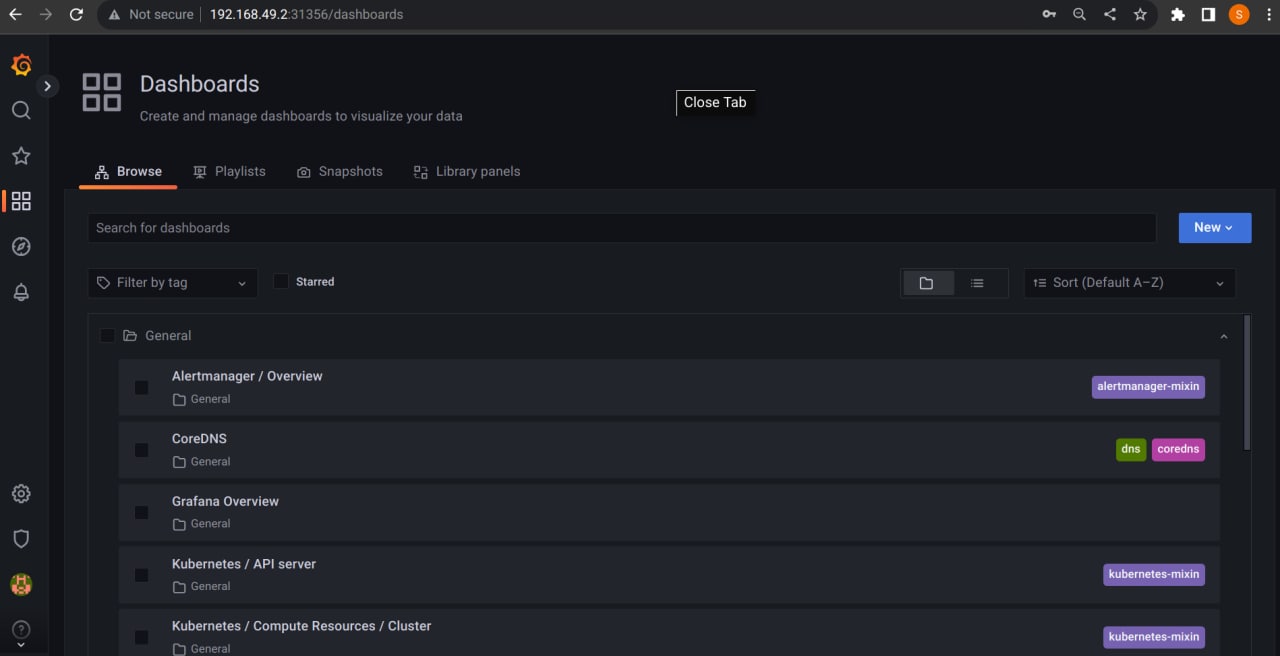 Not secure 192.168.49.2:31356/dashboards
S
Dashboards
Create and manage dashboards to visualize your data
Close Tab
Browse Playlists Snapshots Library panels
Search for dashboards New
Filter by tag Starred Sort (Default A–Z)
General
Alertmanager / Overview
General
alertmanager-mixin
CoreDNS
General
dns coredns
Grafana Overview
General
Kubernetes / API server
General
kubernetes-mixin
Kubernetes / Compute Resources / Cluster
General
kubernetes-mixin